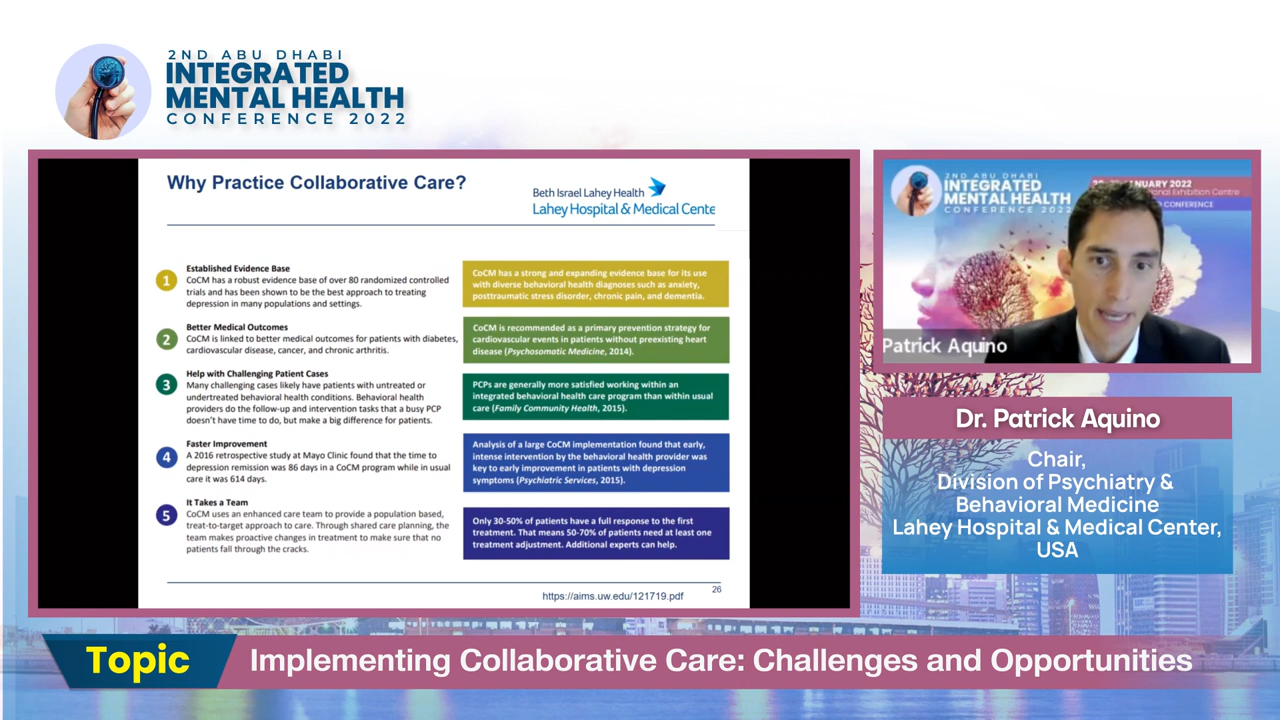 2ND ABU DHABI
INTEGRATED
MENTAL HEALTH
CONFERENCE 2022
Why Practice Collaborative Care?
Beth Israel Lahey Health
Lahey Hospital & Medical Cente
1
Established Evidence Base
CoCM has a robust evidence base of over 80 randomized controlled
trials and has been shown to be the best approach to treating
depression in many populations and settings.
CoCM has a strong and expanding evidence base for its use
with diverse behavioral health diagnoses such as anxiety,
posttraumatic stress disorder, chronic pain, and dementia.
2
Better Medical Outcomes
CoCM is linked to better medical outcomes for patients with diabetes,
cardiovascular disease, cancer, and chronic arthritis.
CoCM is recommended as a primary prevention strategy for
cardiovascular events in patients without preexisting heart
disease (Psychosomatic Medicine, 2014).
3
Help with Challenging Patient Cases
Many challenging cases likely have patients with untreated or
undertreated behavioral health conditions. Behavioral health
providers do the follow-up and intervention tasks that a busy PCP
doesn't have time to do, but make a big difference for patients.
PCPs are generally more satisfied working within an
integrated behavioral health care program than within usual
care (Family Community Health, 2015).
4
Faster Improvement
A 2016 retrospective study at Mayo Clinic found that the time to
depression remission was 86 days in a CoCM program while in usual
care it was 614 days.
Analysis of a large CoCM implementation found that early,
intense intervention by the behavioral health provider was
key to early improvement in patients with depression
symptoms (Psychiatric Services, 2015).
5
It Takes a Team
CoCM uses an enhanced care team to provide a population based,
treat-to-target approach to care. Through shared care planning, the
team makes proactive changes in treatment to make sure that no
patients fall through the cracks.
Only 30-50% of patients have a full response to the first
treatment. That means 50-70% of patients need at least one
treatment adjustment. Additional experts can help.
26
https://aims.uw.edu/121719.pdf
2ND ABU DHABI
INTEGRATED
MENTAL HEALTH
CONFERENCE 2022
ANUARY 2022
Exhibition Centre
CONFERENCE
Patrick Aquino
Dr. Patrick Aquino
Chair,
Division of Psychiatry &
Behavioral Medicine
Lahey Hospital & Medical Center,
USA
Topic
Implementing Collaborative Care: Challenges and Opportunities